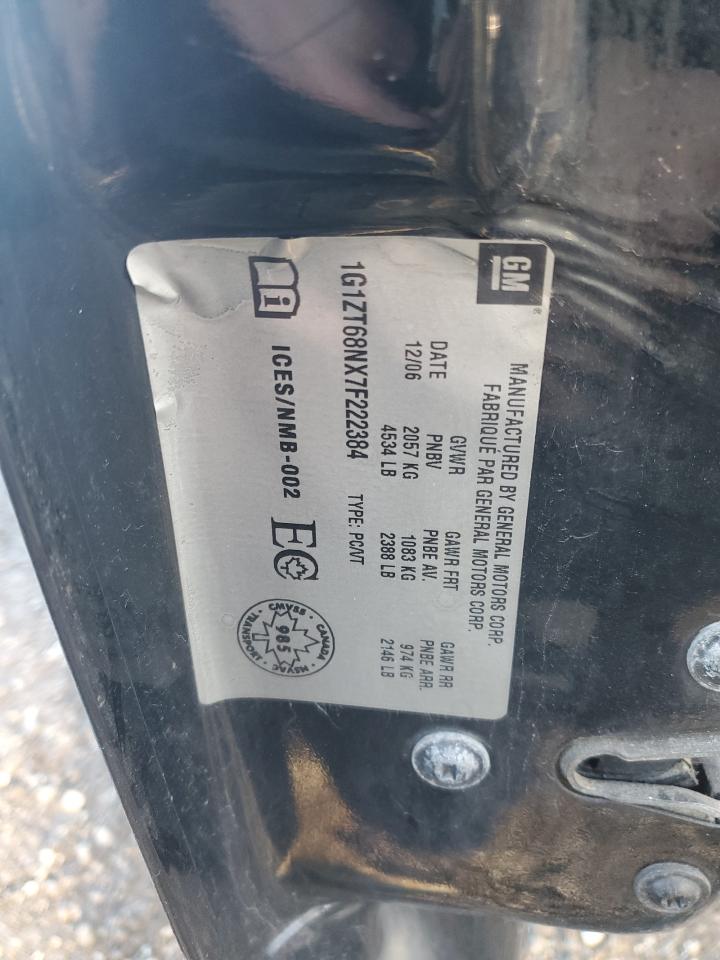 GM
MANUFACTURED BY GENERAL MOTORS CORP.
FABRIQUÉ PAR GENERAL MOTORS CORP.
DATE GVWR GAWR FRT GAWR RR
12/06 PNBV PNBE AV. PNBE ARR.
2057 KG 1083 KG 974 KG
4534 LB 2388 LB 2146 LB
1G1ZT68NX7F222384 TYPE: PC/VT
i ICES/NMB-002 EC
CANADA
CMVSS · NSVAC
985
TRANSPORT